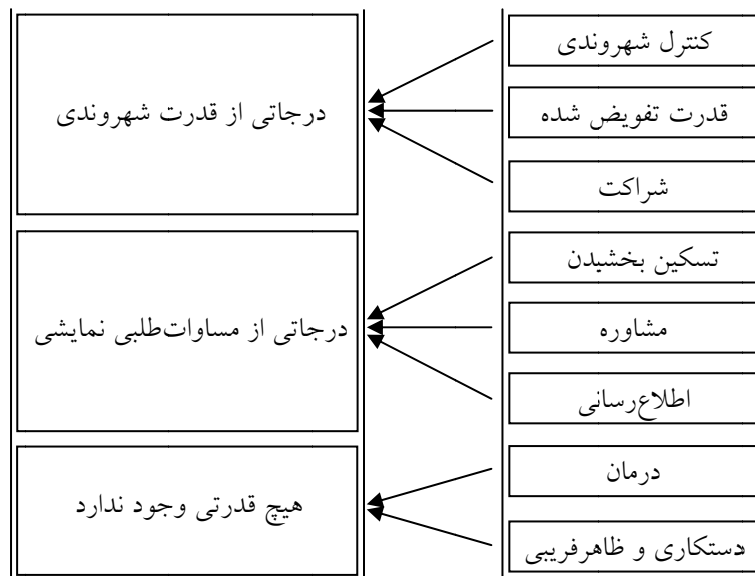 کنترل شهروندی
قدرت تفویض شده
شراکت
درجاتی از قدرت شهروندی
تسکین بخشیدن
مشاوره
اطلاع‌رسانی
درجاتی از مساوات‌طلبی نمایشی
درمان
دستکاری و ظاهرفریبی
هیچ قدرتی وجود ندارد